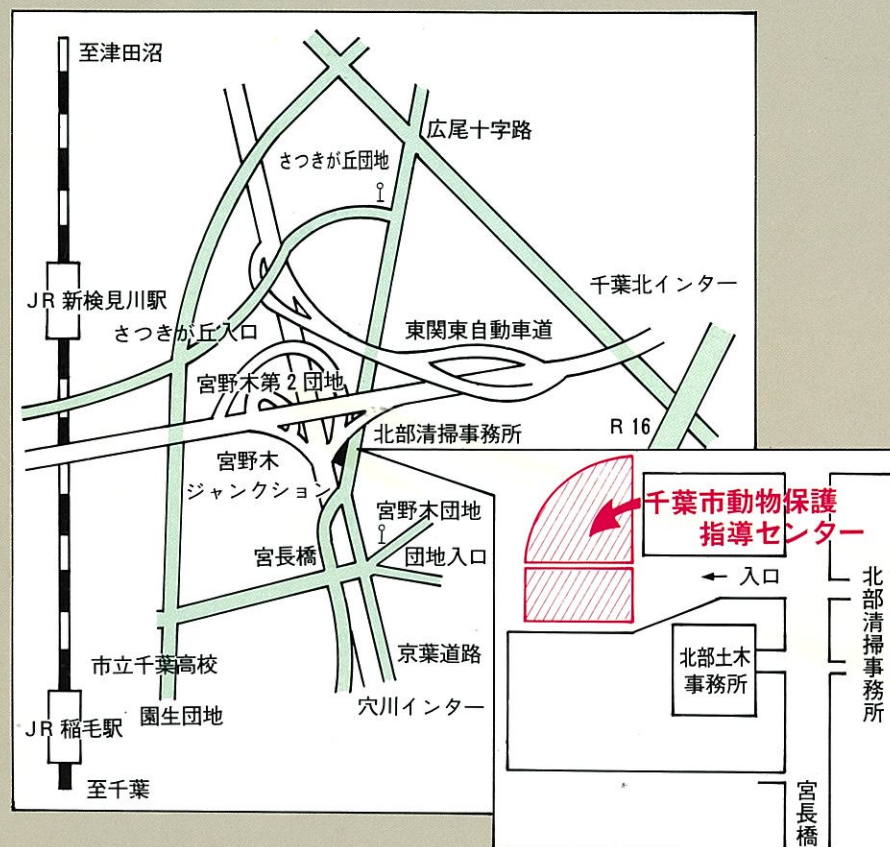 至津田沼
広尾十字路
さつきが丘団地
千葉北インター
JR 新検見川駅
さつきが丘入口
東関東自動車道
宮野木第2団地
R 16
北部清掃事務所
宮野木
ジャンクション
宮野木団地
宮長橋
団地入口
市立千葉高校
京葉道路
穴川インター
園生団地
JR 稲毛駅
至千葉
千葉市動物保護
指導センター
← 入口
北部清掃事務所
北部土木
事務所
宮長橋